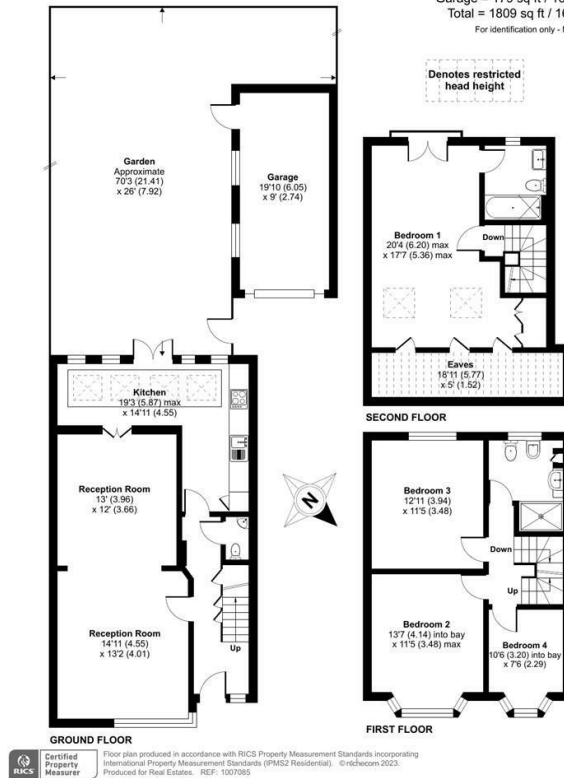 Total = 1809 sq ft / 16
For identification only - 
Denotes restricted
head height
Garden
Approximate
70'3 (21.41)
x 26' (7.92)
Garage
19'10 (6.05)
x 9' (2.74)
Bedroom 1
20'4 (6.20) max
x 17'7 (5.36) max
Down
Eaves
18'11 (5.77)
x 5' (1.52)
SECOND FLOOR
Kitchen
19'3 (5.87) max
x 14'11 (4.55)
Reception Room
13' (3.96)
x 12' (3.66)
N
Bedroom 3
12'11 (3.94)
x 11'5 (3.48)
Down
Up
Reception Room
14'11 (4.55)
x 13'2 (4.01)
Up
Bedroom 2
13'7 (4.14) into bay
x 11'5 (3.48) max
Bedroom 4
10'6 (3.20) into bay
x 7'6 (2.29)
FIRST FLOOR
GROUND FLOOR
RICS
Certified
Property
Measurer
Floor plan produced in accordance with RICS Property Measurement Standards incorporating
International Property Measurement Standards (IPMS2 Residential). ©nichecom 2023.
Produced for Real Estates. REF: 1007085